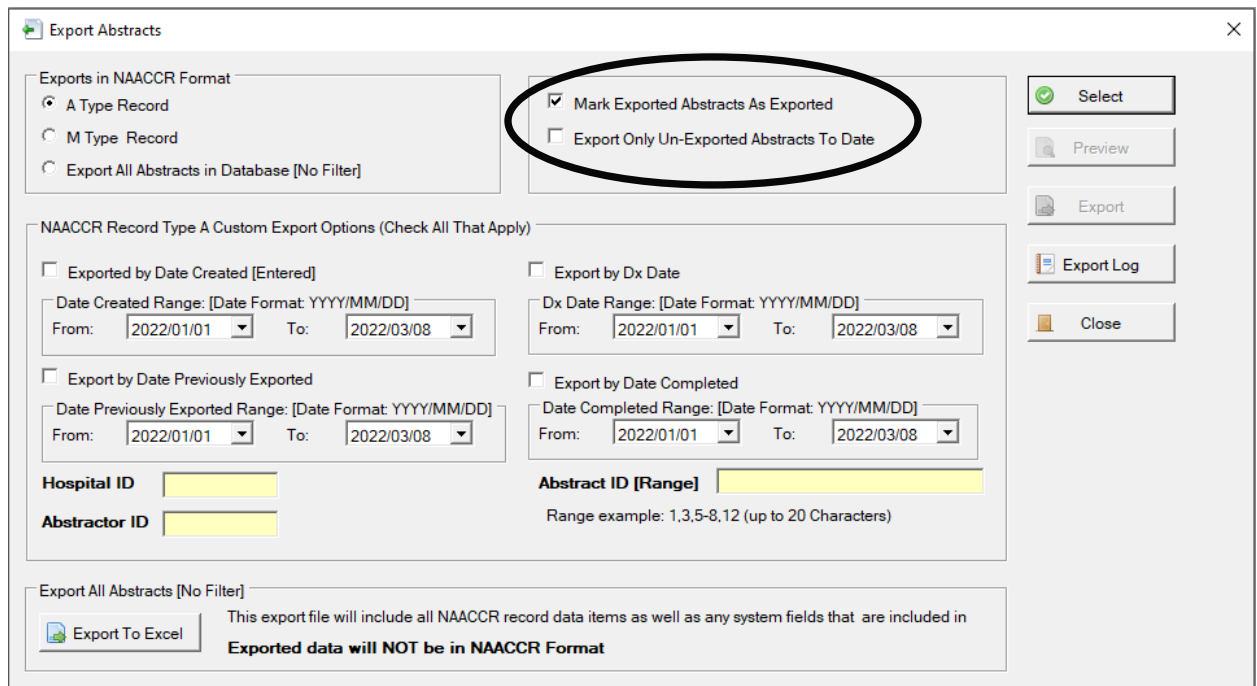 Export Abstracts
Exports in NAACCR Format
A Type Record
M Type Record
Export All Abstracts in Database [No Filter]
Mark Exported Abstracts As Exported
Export Only Un-Exported Abstracts To Date
Select
Preview
Export
Export Log
Close
NAACCR Record Type A Custom Export Options (Check All That Apply)
Exported by Date Created [Entered]
Date Created Range: [Date Format: YYYY/MM/DD]
From: 2022/01/01 To: 2022/03/08
Export by Dx Date
Dx Date Range: [Date Format: YYYY/MM/DD]
From: 2022/01/01 To: 2022/03/08
Export by Date Previously Exported
Date Previously Exported Range: [Date Format: YYYY/MM/DD]
From: 2022/01/01 To: 2022/03/08
Export by Date Completed
Date Completed Range: [Date Format: YYYY/MM/DD]
From: 2022/01/01 To: 2022/03/08
Hospital ID
Abstractor ID
Abstract ID [Range]
Range example: 1,3,5-8,12 (up to 20 Characters)
Export All Abstracts [No Filter]
Export To Excel
This export file will include all NAACCR record data items as well as any system fields that are included in
Exported data will NOT be in NAACCR Format